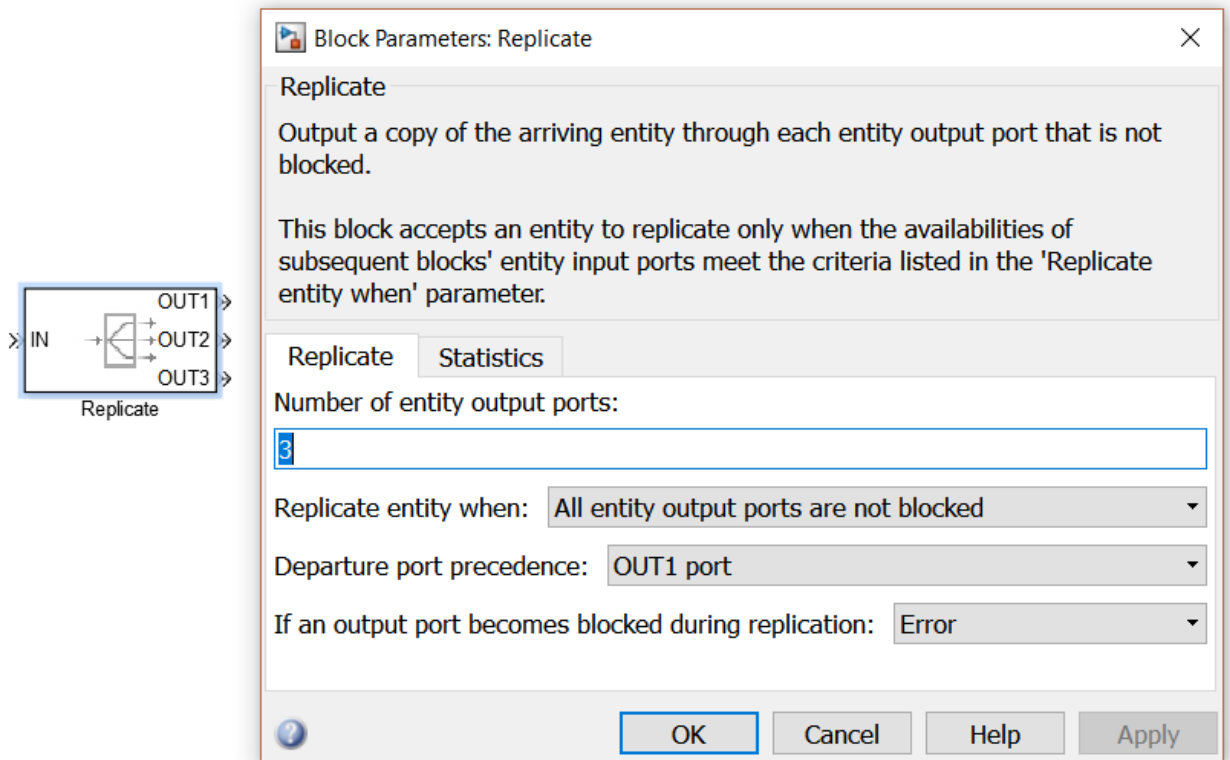 Block Parameters: Replicate
Replicate
Output a copy of the arriving entity through each entity output port that is not
blocked.
This block accepts an entity to replicate only when the availabilities of
subsequent blocks' entity input ports meet the criteria listed in the 'Replicate
entity when' parameter.
OUT1
IN
OUT2
OUT3
Replicate
Replicate
Statistics
Number of entity output ports:
3
Replicate entity when: All entity output ports are not blocked
Departure port precedence: OUT1 port
If an output port becomes blocked during replication: Error
OK
Cancel
Help
Apply